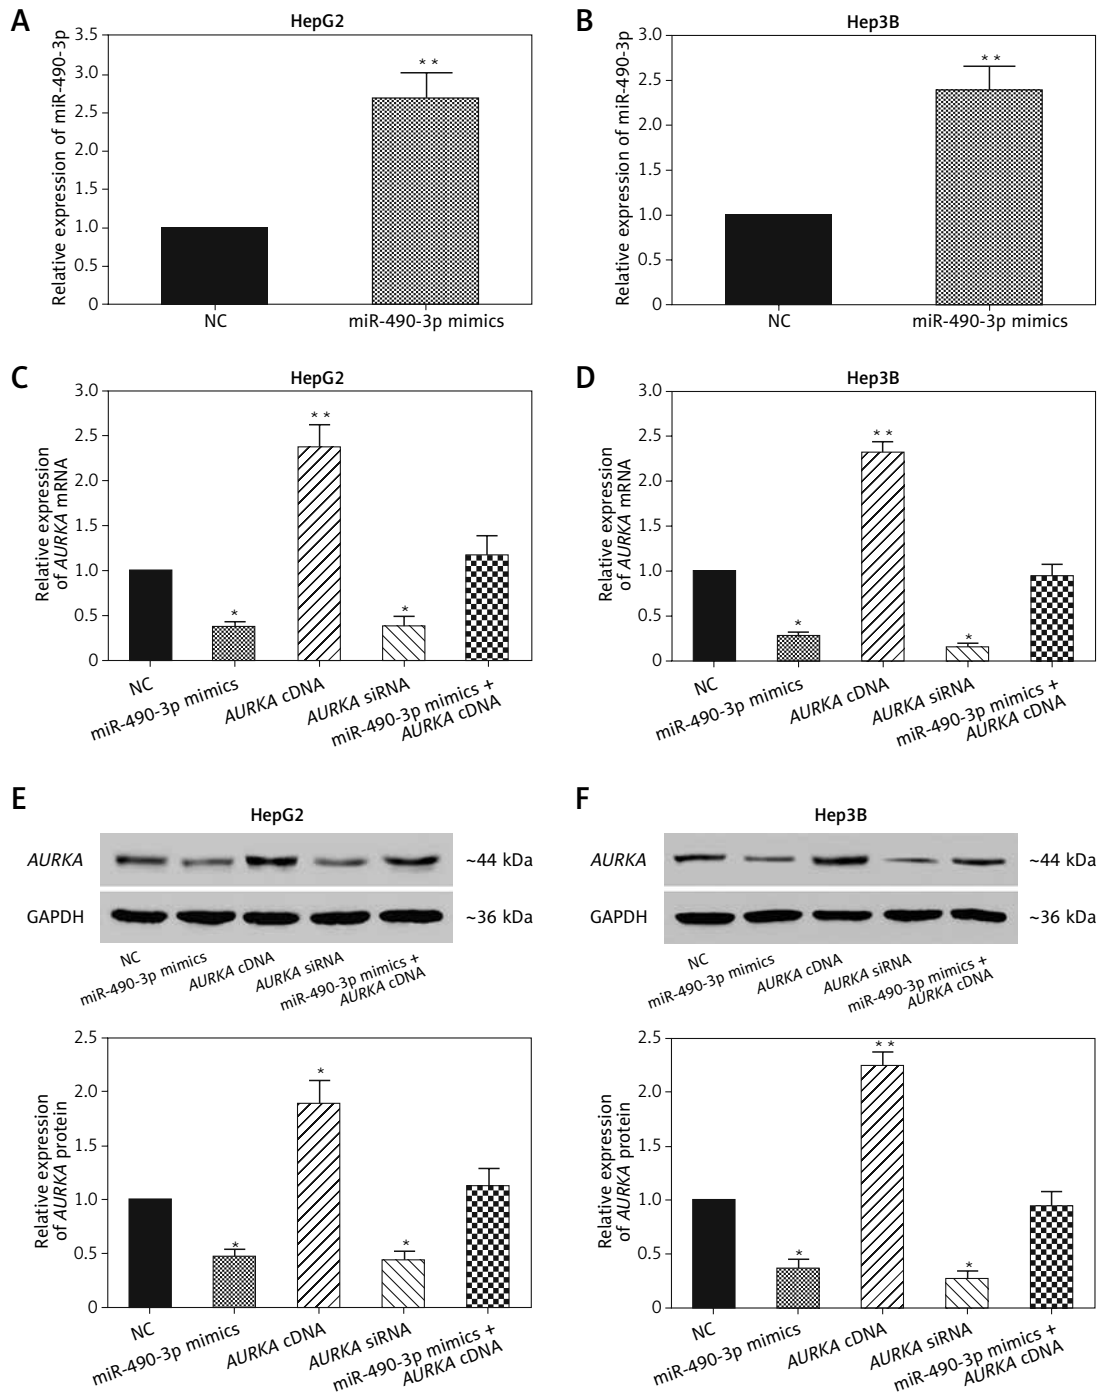 A
HepG2
Relative expression of miR-490-3p
3.5
3.0
2.5
2.0
1.5
1.0
0.5
0
* *
NC
miR-490-3p mimics
B
Hep3B
Relative expression of miR-490-3p
3.0
2.5
2.0
1.5
1.0
0.5
0
* *
NC
miR-490-3p mimics
C
HepG2
Relative expression
of AURKA mRNA
3.0
2.5
2.0
1.5
1.0
0.5
0
*
* *
*
NC
miR-490-3p mimics
AURKA cDNA
AURKA siRNA
miR-490-3p mimics +
AURKA cDNA
D
Hep3B
Relative expression
of AURKA mRNA
3.0
2.5
2.0
1.5
1.0
0.5
0
*
* *
*
NC
miR-490-3p mimics
AURKA cDNA
AURKA siRNA
miR-490-3p mimics +
AURKA cDNA
E
HepG2
AURKA
~44 kDa
GAPDH
~36 kDa
NC
miR-490-3p mimics
AURKA cDNA
AURKA siRNA
miR-490-3p mimics +
AURKA cDNA
Relative expression
of AURKA protein
2.5
2.0
1.5
1.0
0.5
0
*
*
*
NC
miR-490-3p mimics
AURKA cDNA
AURKA siRNA
miR-490-3p mimics +
AURKA cDNA
F
Hep3B
AURKA
~44 kDa
GAPDH
~36 kDa
NC
miR-490-3p mimics
AURKA cDNA
AURKA siRNA
miR-490-3p mimics +
AURKA cDNA
Relative expression
of AURKA protein
2.5
2.0
1.5
1.0
0.5
0
*
* *
*
NC
miR-490-3p mimics
AURKA cDNA
AURKA siRNA
miR-490-3p mimics +
AURKA cDNA